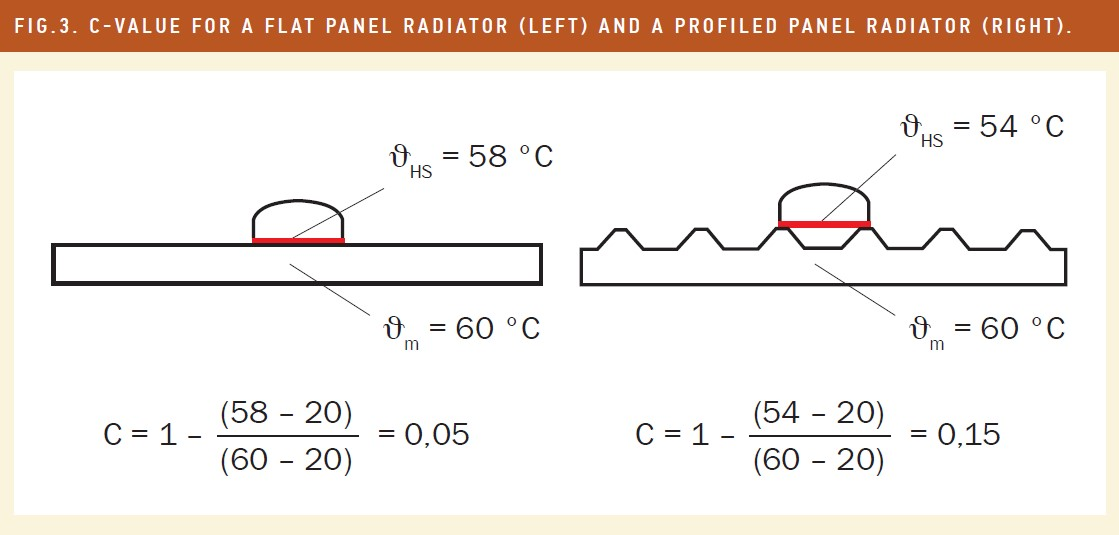 FIG.3. C-VALUE FOR A FLAT PANEL RADIATOR (LEFT) AND A PROFILED PANEL RADIATOR (RIGHT).
ϑHS = 58 °C
ϑm = 60 °C
C = 1 – (58 – 20) / (60 – 20) = 0,05
ϑHS = 54 °C
ϑm = 60 °C
C = 1 – (54 – 20) / (60 – 20) = 0,15